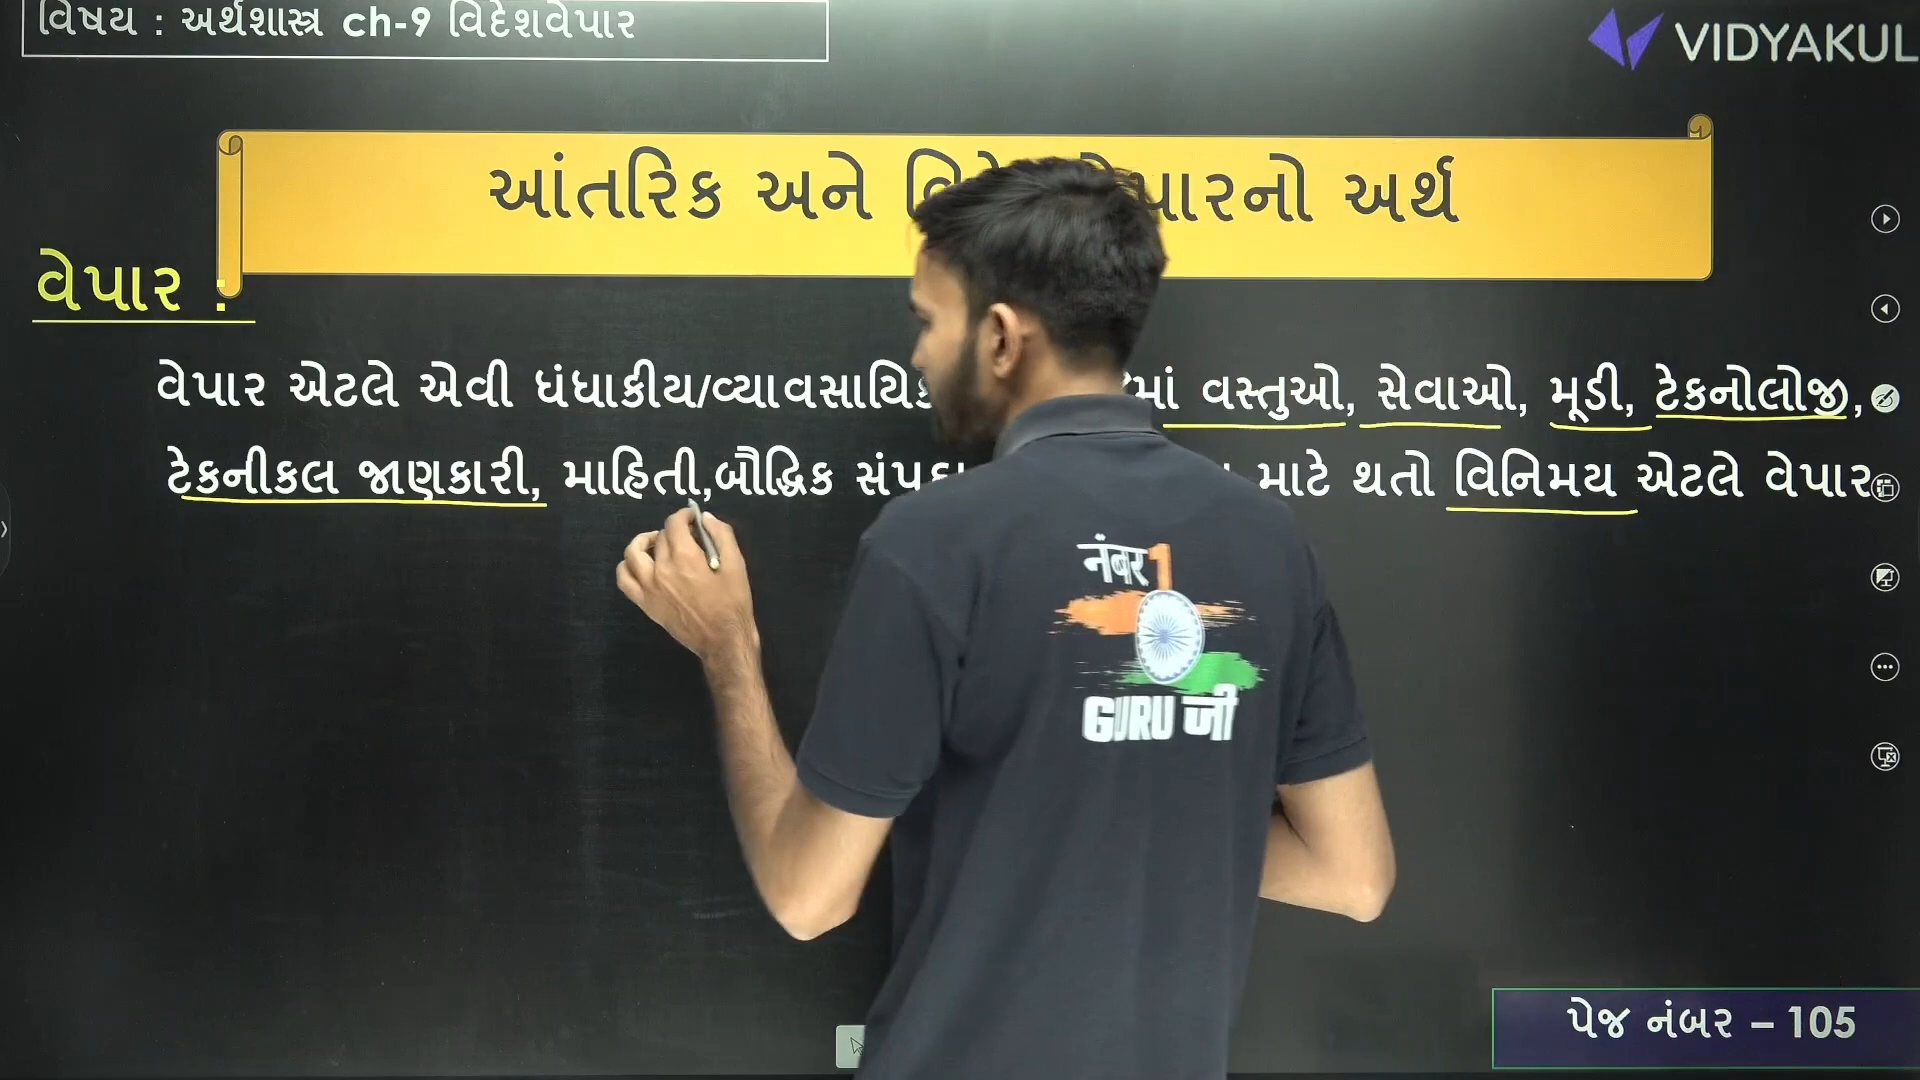 વિષય : અર્થશાસ્ત્ર ch-9 વિદેશવેપાર
VIDYAKUL
આંતરિક અને અર્થ
વેપાર :
વેપાર એટલે એવી ધંધાકીય/વ્યાવસાયિક વસ્તુઓ, સેવાઓ, મૂડી, ટેકનોલોજી,
ટેકનીકલ જાણકારી, માહિતી,બૌદ્ધિક માટે થતો વિનિમય એટલે વેપાર
नंबर 1
GURU जी
પેજ નંબર – 105